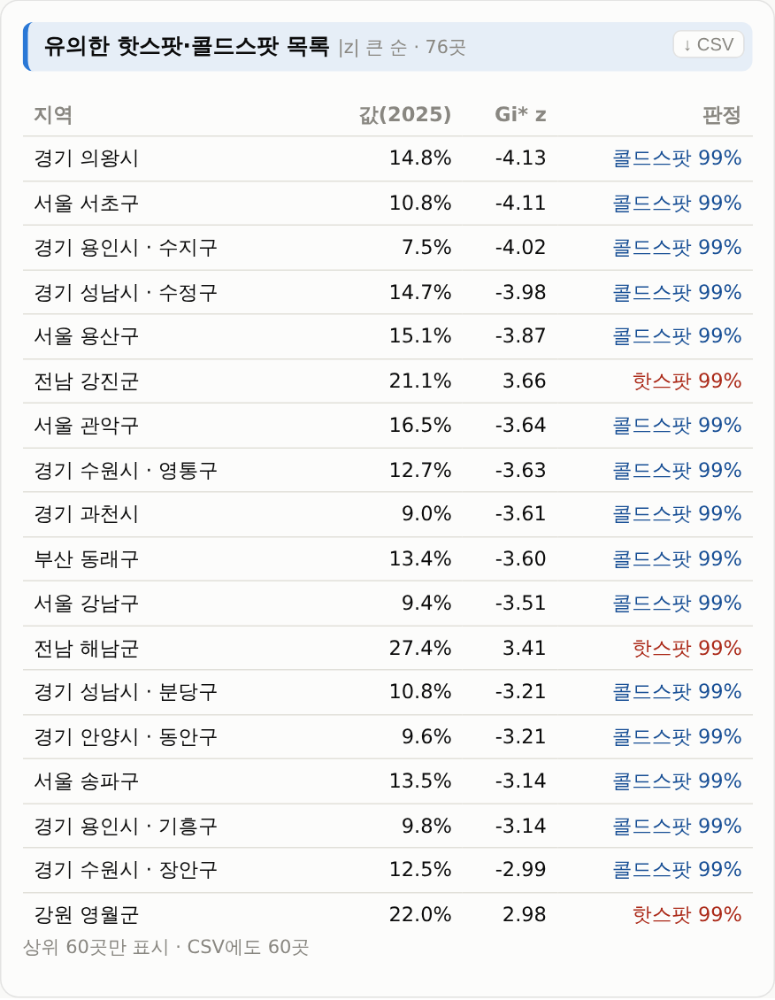 유의한 핫스팟·콜드스팟 목록 |z| 큰 순 · 76곳 ↓ CSV
지역 값(2025) Gi* z 판정
경기 의왕시 14.8% -4.13 콜드스팟 99%
서울 서초구 10.8% -4.11 콜드스팟 99%
경기 용인시 · 수지구 7.5% -4.02 콜드스팟 99%
경기 성남시 · 수정구 14.7% -3.98 콜드스팟 99%
서울 용산구 15.1% -3.87 콜드스팟 99%
전남 강진군 21.1% 3.66 핫스팟 99%
서울 관악구 16.5% -3.64 콜드스팟 99%
경기 수원시 · 영통구 12.7% -3.63 콜드스팟 99%
경기 과천시 9.0% -3.61 콜드스팟 99%
부산 동래구 13.4% -3.60 콜드스팟 99%
서울 강남구 9.4% -3.51 콜드스팟 99%
전남 해남군 27.4% 3.41 핫스팟 99%
경기 성남시 · 분당구 10.8% -3.21 콜드스팟 99%
경기 안양시 · 동안구 9.6% -3.21 콜드스팟 99%
서울 송파구 13.5% -3.14 콜드스팟 99%
경기 용인시 · 기흥구 9.8% -3.14 콜드스팟 99%
경기 수원시 · 장안구 12.5% -2.99 콜드스팟 99%
강원 영월군 22.0% 2.98 핫스팟 99%
상위 60곳만 표시 · CSV에도 60곳